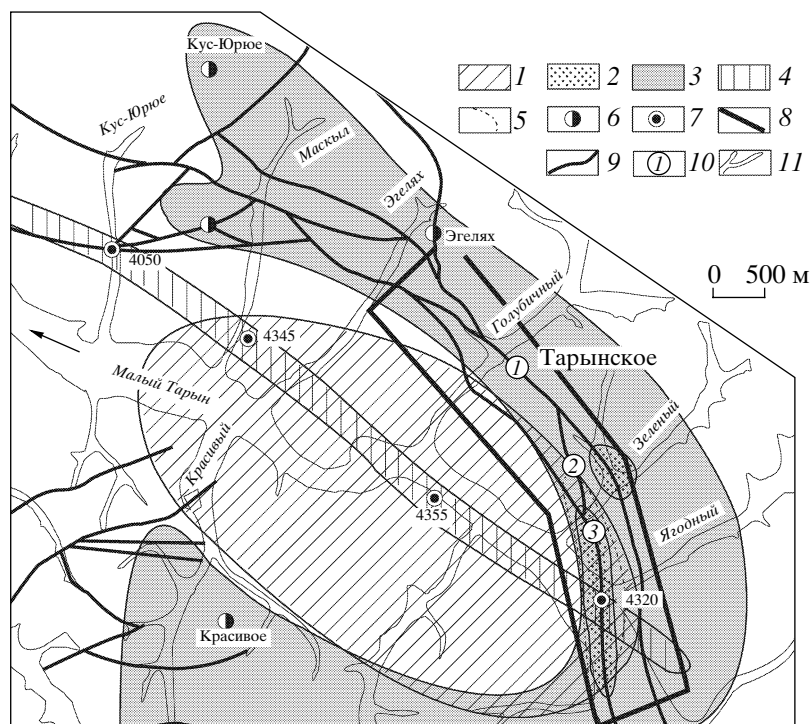 Кус-Юрюе
1
2
3
4
5
6
7
8
9
1
10
11
Кус-Юрюе
Маскыл
Эгелях
Эгелях
0 500 м
4050
Голубичный
4345
Тарынское
1
Малый Тарын
Зеленый
Красивый
2
4355
3
Ягодный
4320
Красивое